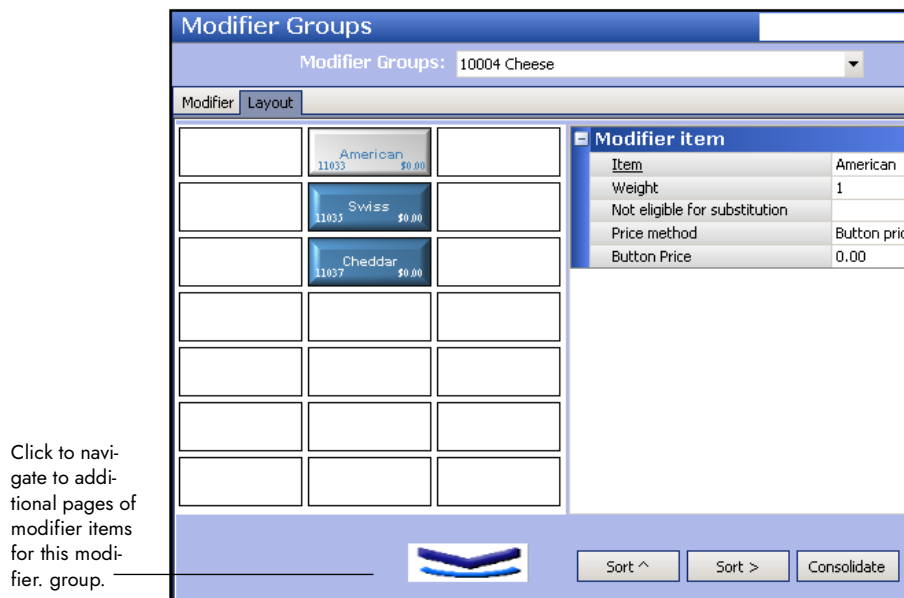 Modifier Groups
Modifier Groups: 10004 Cheese
Modifier Layout
American
11033 $0.00
Swiss
11035 $0.00
Cheddar
11037 $0.00
Modifier item
Item American
Weight 1
Not eligible for substitution
Price method Button pric
Button Price 0.00
Click to navi-
gate to addi-
tional pages of
modifier items
for this modi-
fier. group.
Sort ^ Sort > Consolidate